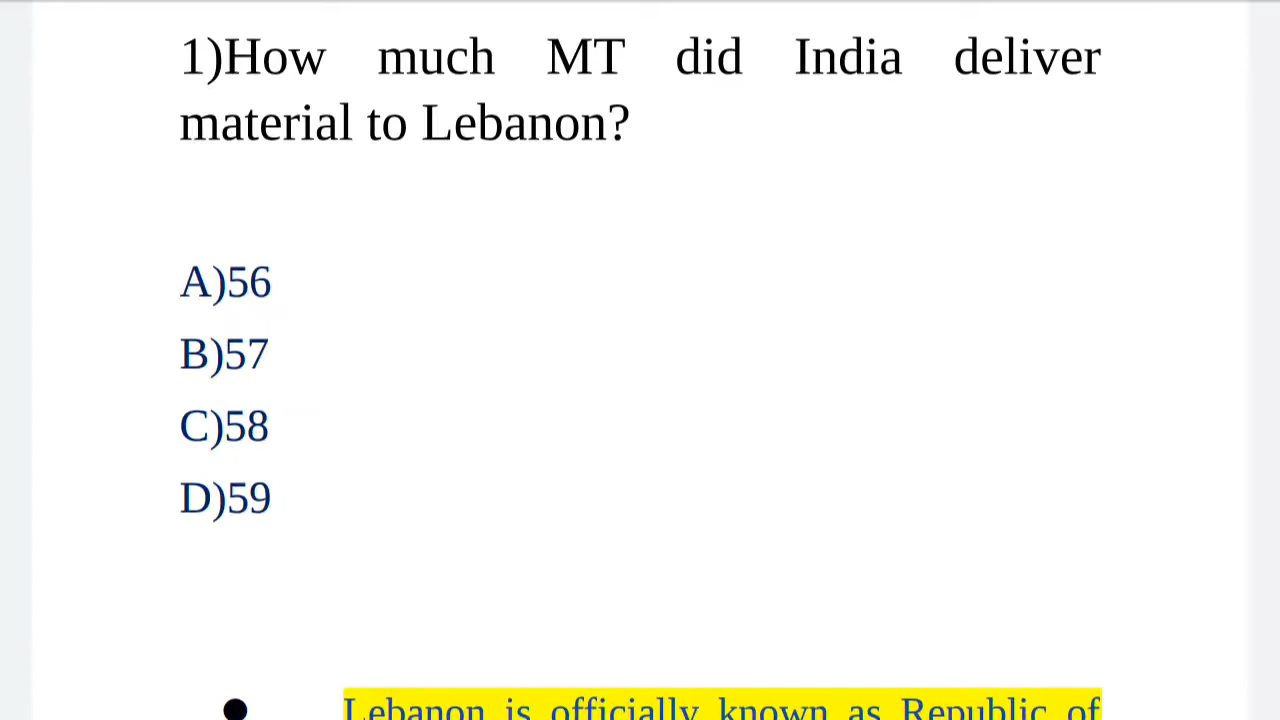 1)How much MT did India deliver
material to Lebanon?
A)56
B)57
C)58
D)59
● Lebanon is officially known as Republic of